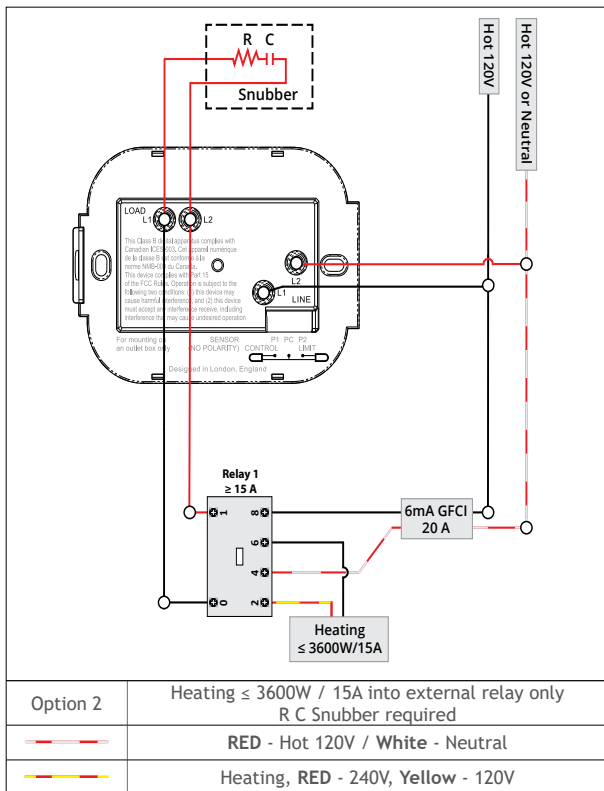 R C
Snubber
Hot 120V
Hot 120V or Neutral
LOAD
L1
L2
This Class B digital apparatus complies with
Canadian ICES-003. Cet appareil numérique
de la classe B est conforme à la
norme NMB-003 du Canada.
This device complies with Part 15
of the FCC Rules. Operation is subject to the
following two conditions: (1) this device may
cause harmful interference, and (2) this device
must accept any interference receive, including
interference that may cause undesired operation
L2
L1
LINE
For mounting on
an outlet box only
SENSOR
(NO POLARITY)
P1 PC P2
CONTROL LIMIT
Designed in London, England
Relay 1
≥ 15 A
1 8
6
4
0 2
6mA GFCI
20 A
Heating
≤ 3600W/15A
Option 2
Heating ≤ 3600W / 15A into external relay only
R C Snubber required
RED - Hot 120V / White - Neutral
Heating, RED - 240V, Yellow - 120V